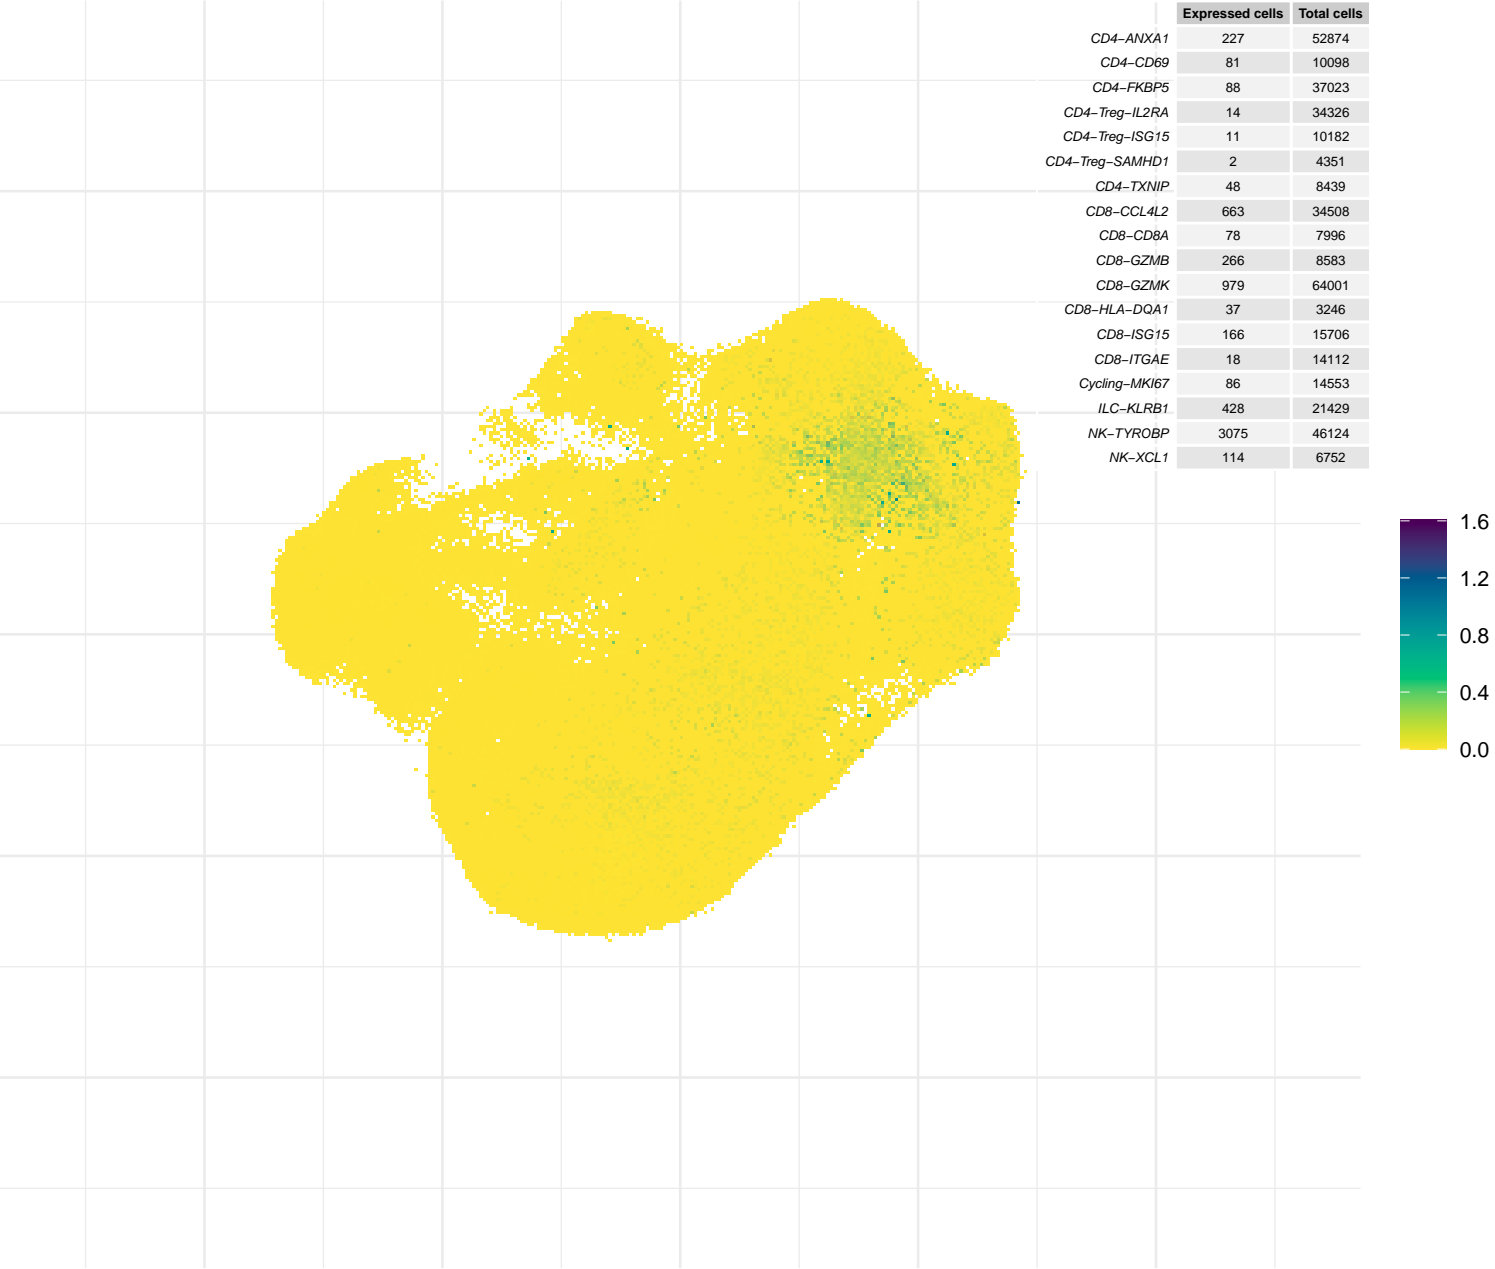 Expressed cells Total cells
CD4−ANXA1 227 52874
CD4−CD69 81 10098
CD4−FKBP5 88 37023
CD4−Treg−IL2RA 14 34326
CD4−Treg−ISG15 11 10182
CD4−Treg−SAMHD1 2 4351
CD4−TXNIP 48 8439
CD8−CCL4L2 663 34508
CD8−CD8A 78 7996
CD8−GZMB 266 8583
CD8−GZMK 979 64001
CD8−HLA−DQA1 37 3246
CD8−ISG15 166 15706
CD8−ITGAE 18 14112
Cycling−MKI67 86 14553
ILC−KLRB1 428 21429
NK−TYROBP 3075 46124
NK−XCL1 114 6752
1.6
1.2
0.8
0.4
0.0